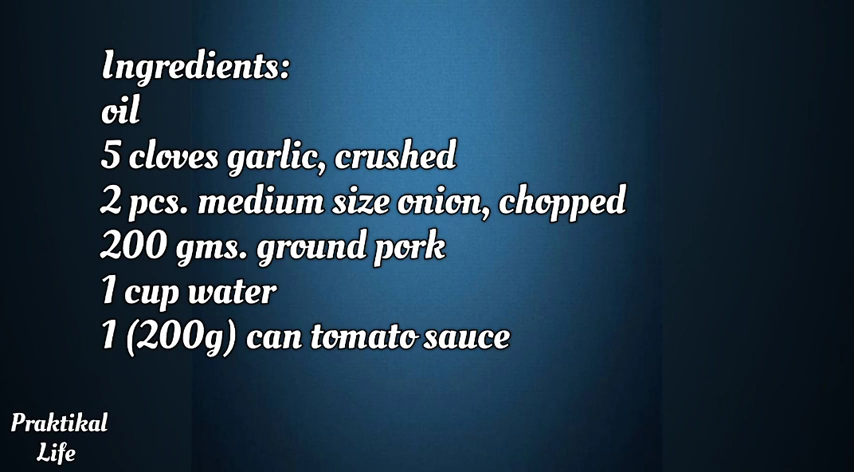 Ingredients:
oil
5 cloves garlic, crushed
2 pcs. medium size onion, chopped
200 gms. ground pork
1 cup water
1 (200g) can tomato sauce
Praktikal
Life